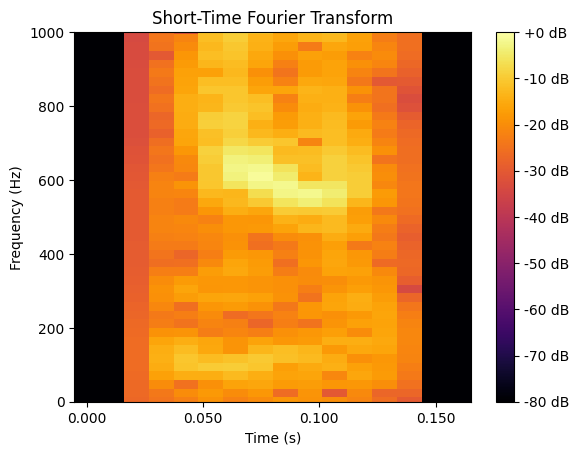 Short-Time Fourier Transform
1000
800
600
400
200
0
Frequency (Hz)
0.000
0.050
0.100
0.150
Time (s)
+0 dB
-10 dB
-20 dB
-30 dB
-40 dB
-50 dB
-60 dB
-70 dB
-80 dB